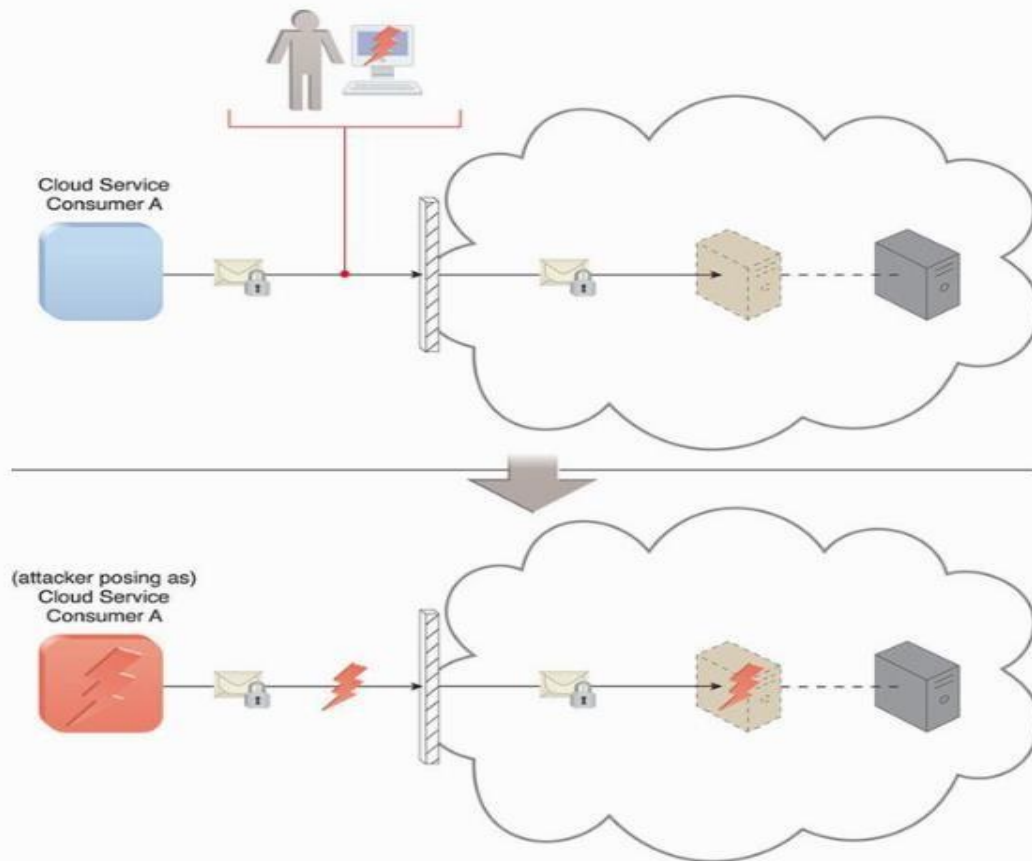 Cloud Service
Consumer A
(attacker posing as)
Cloud Service
Consumer A